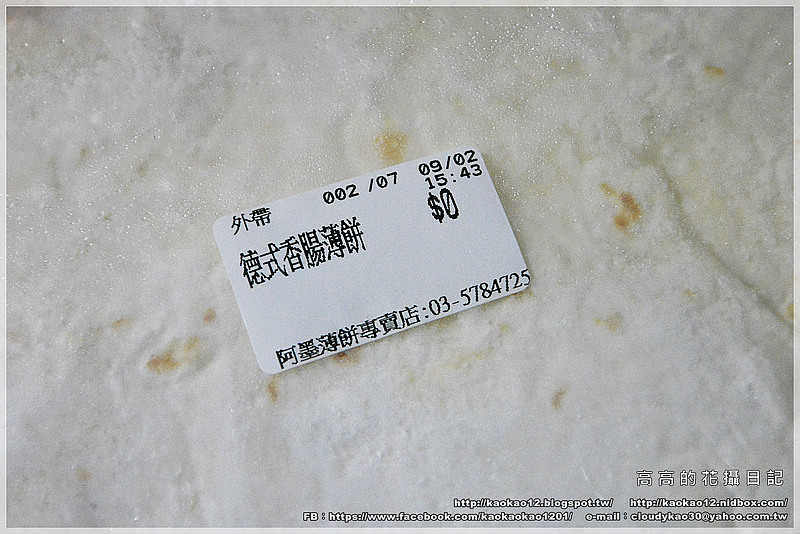 外帶 002 /07 09/02
15:43
德式香腸薄餅 $0
阿墨薄餅專賣店:03-5784725
高高的花攝日記
http://kaokao12.blogspot.tw/ http://kaokao12.nidbox.com/
FB：https://www.facebook.com/kaokaokao1201/ e-mail：cloudykao30@yahoo.com.tw